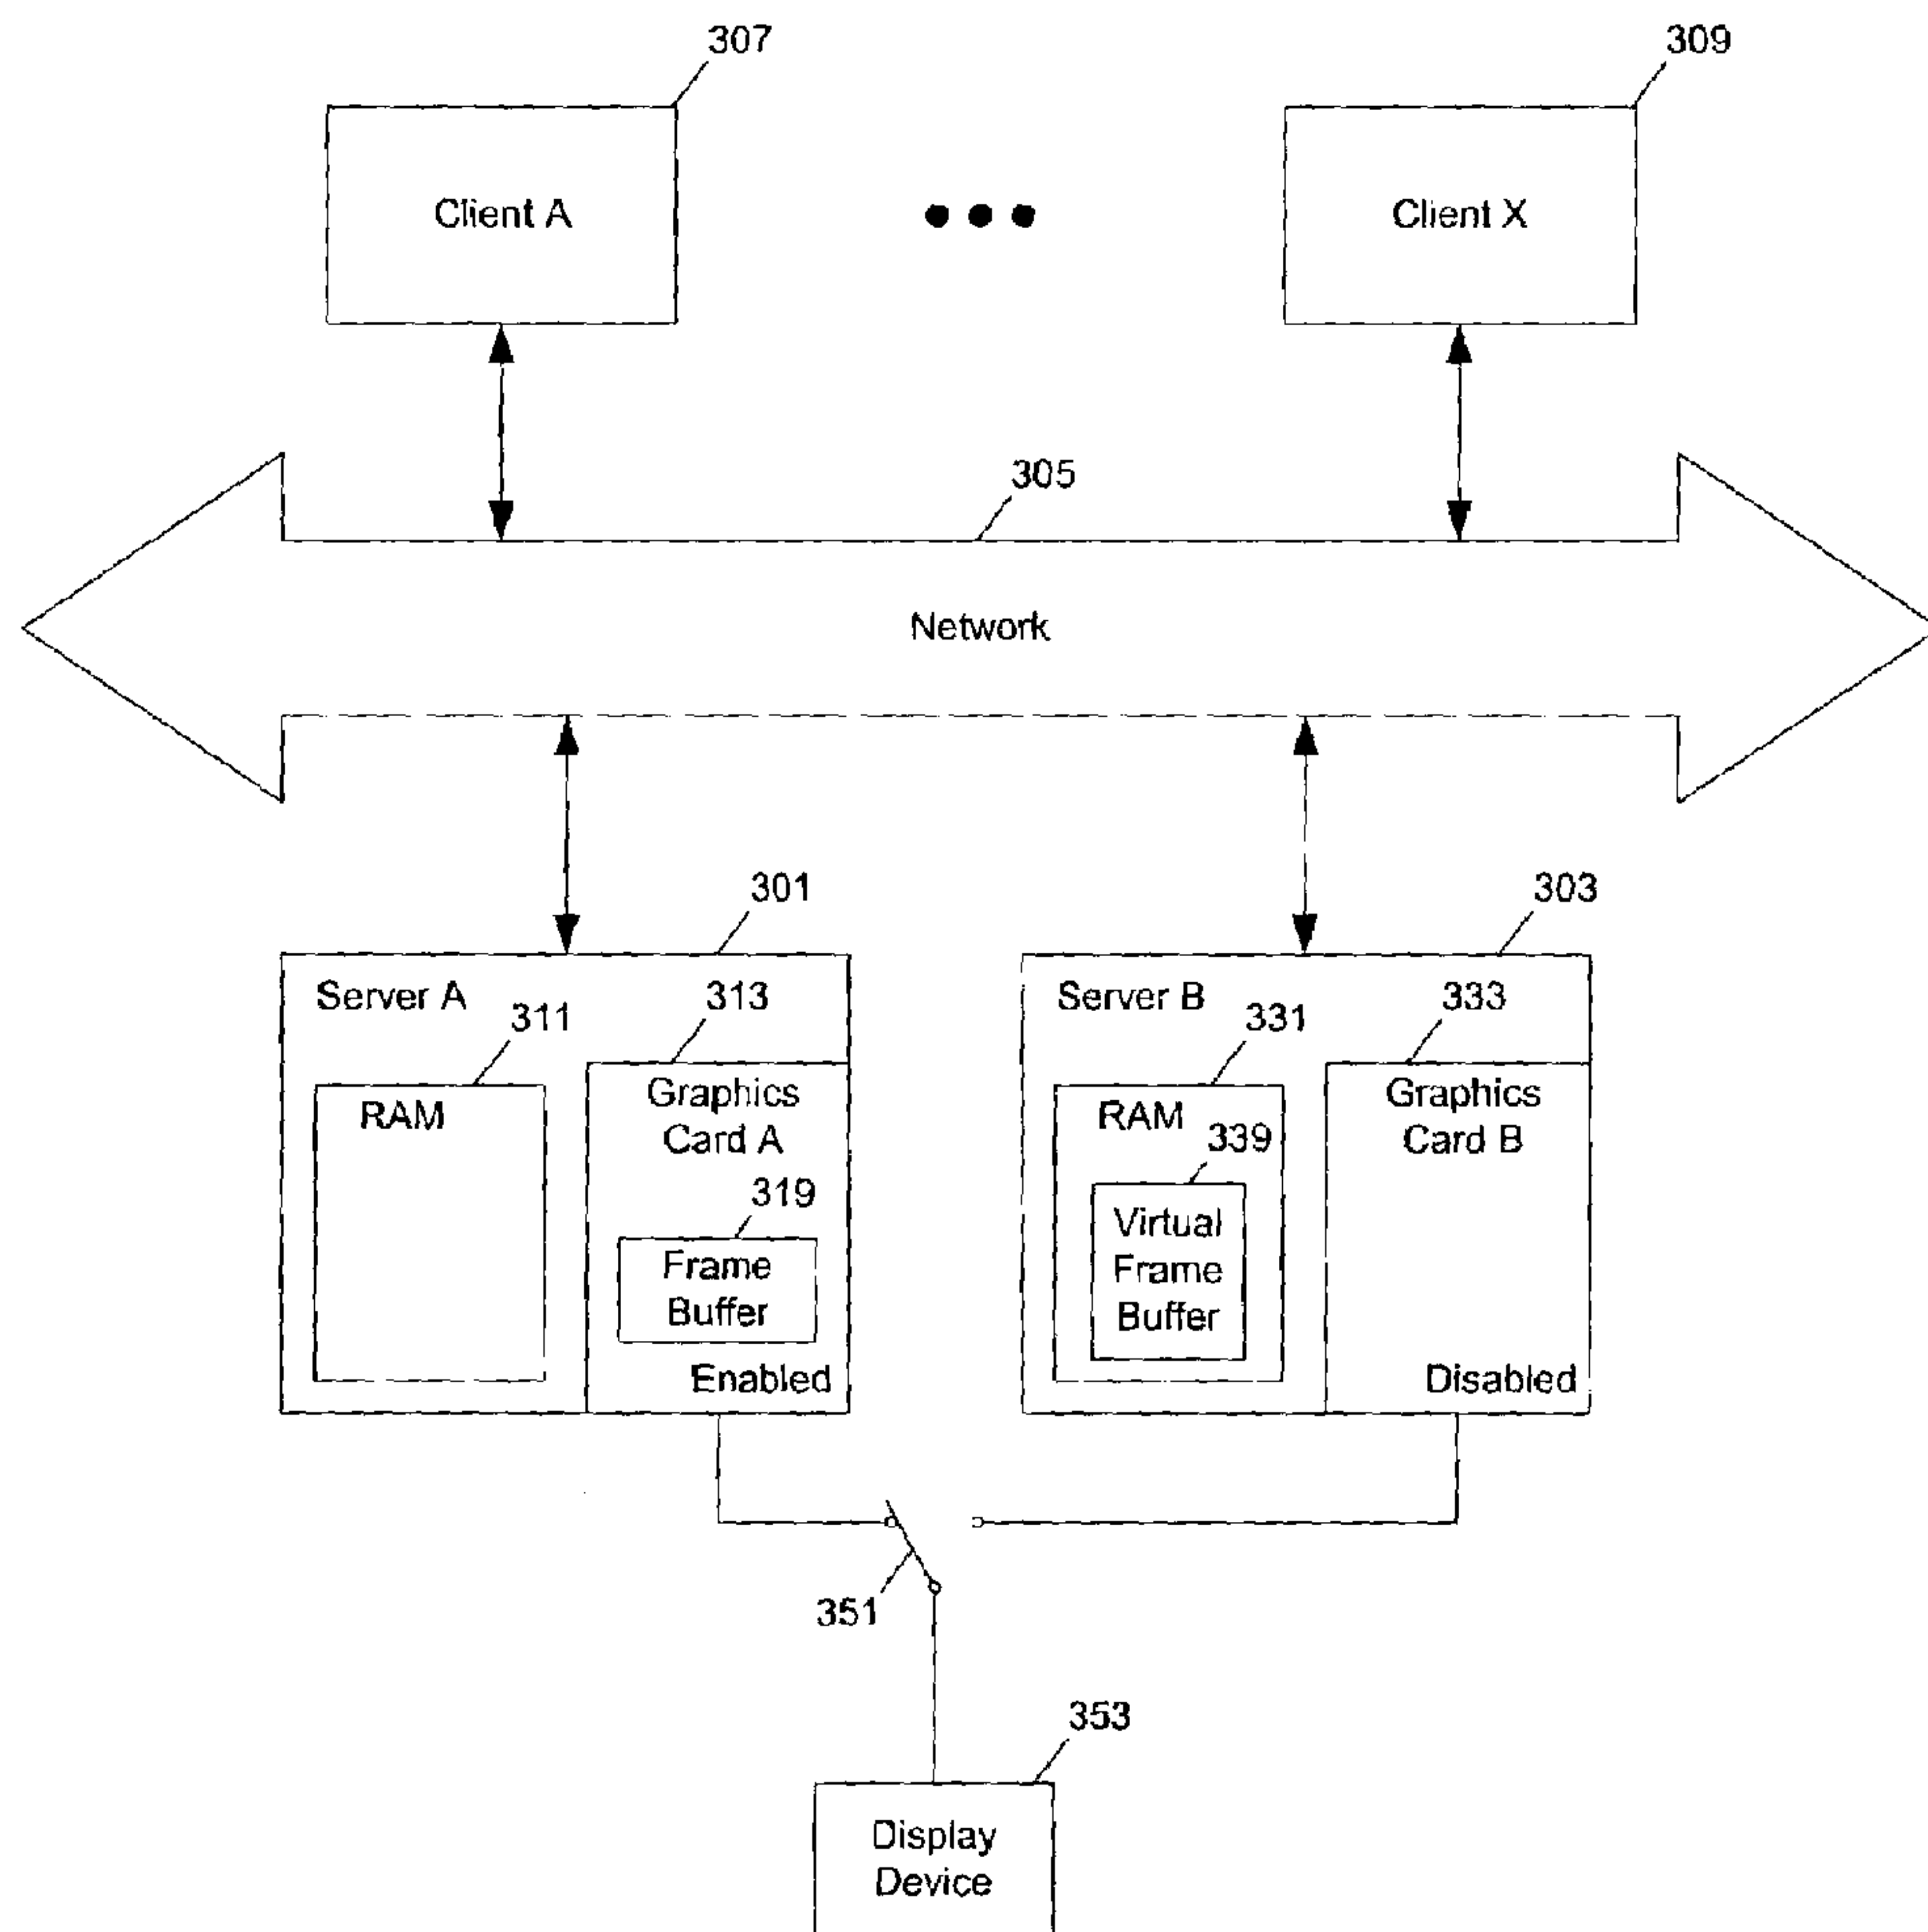 307
309
Client A
Client X
305
Network
301
303
Server A
313
311
Server B
333
331
RAM
Graphics
Card A
319
Frame
Buffer
Enabled
RAM
339
Virtual
Frame
Buffer
Graphics
Card B
Disabled
351
353
Display
Device